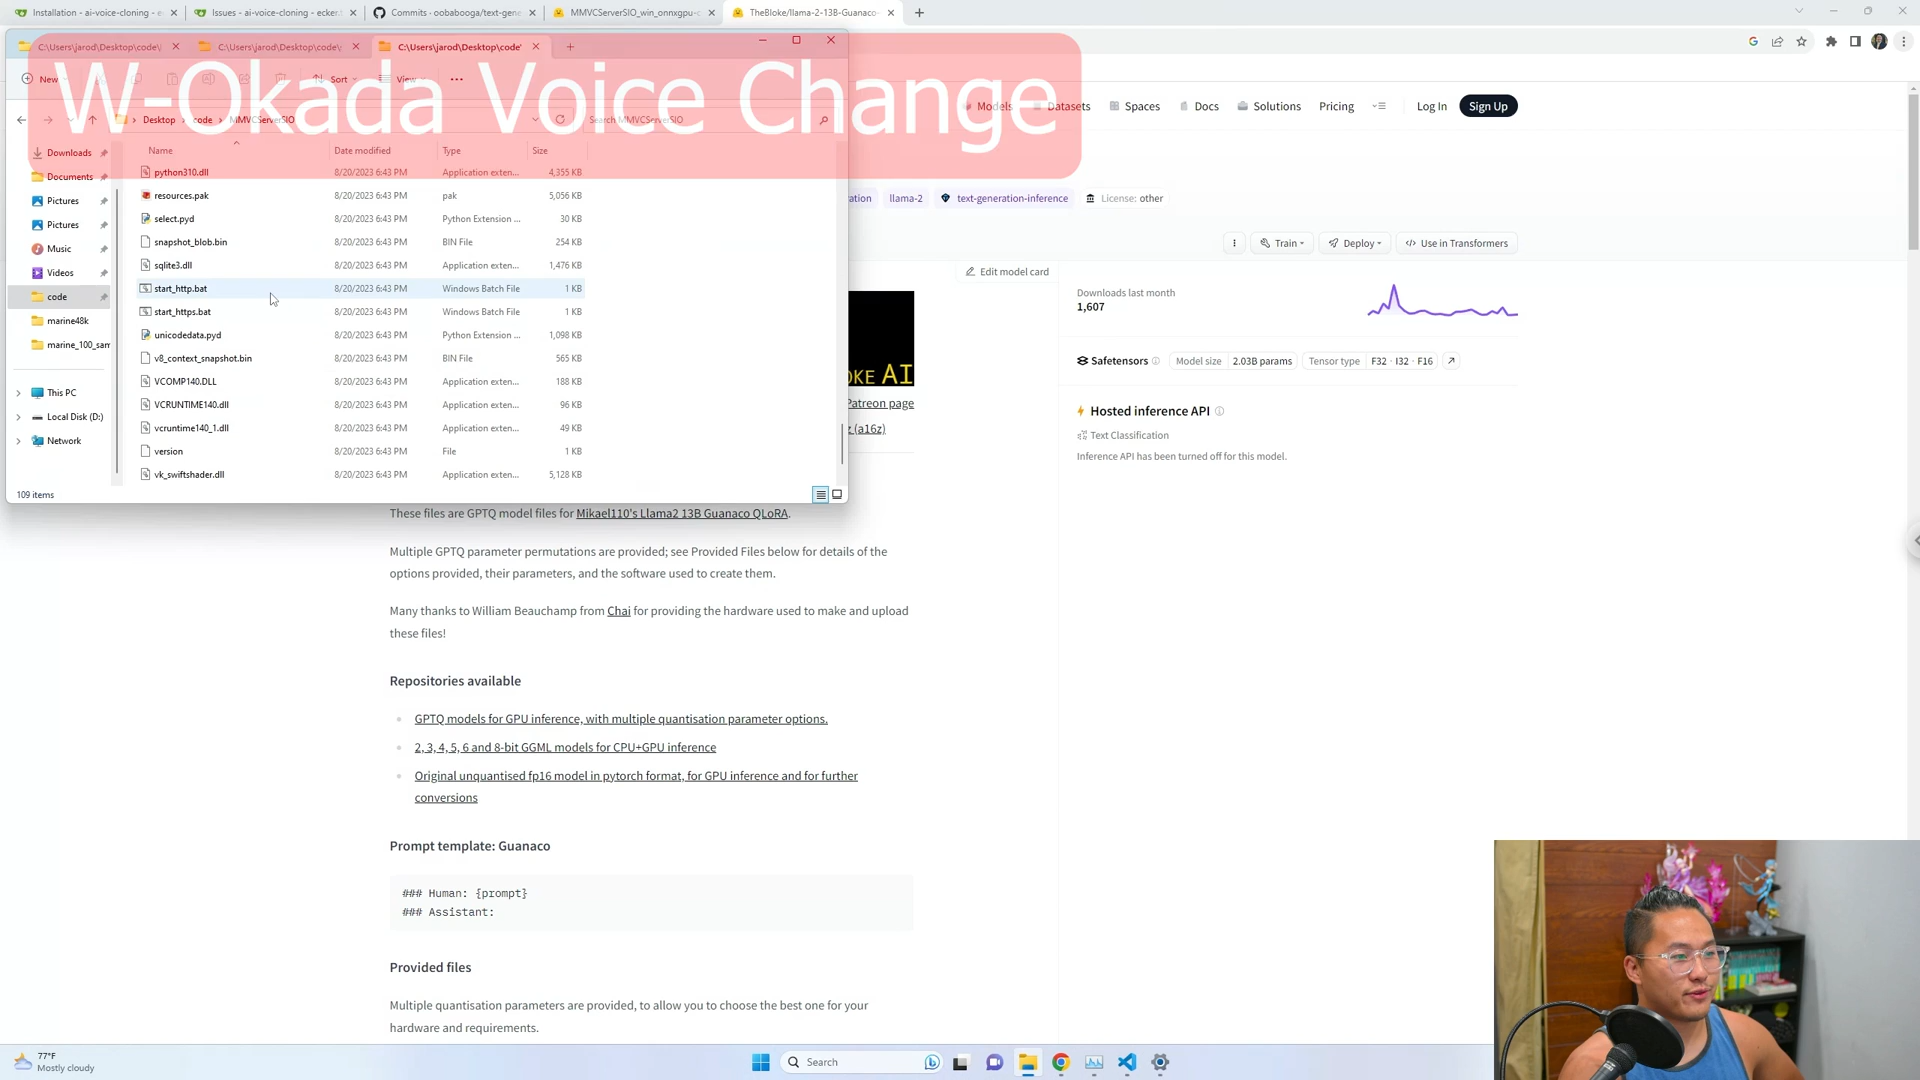 Installation - ai-voice-cloning - ecker.
Issues - ai-voice-cloning - ecker.t
Commits · oobabooga/text-gene
MMVCServerSIO_win_onnxgpu-c
TheBloke/llama-2-13B-Guanaco-
C:\Users\jarod\Desktop\code\
C:\Users\jarod\Desktop\code\
C:\Users\jarod\Desktop\code\
W-Okada Voice Change
New
Sort
View
Desktop > code > MMVCServerSIO
Search MMVCServerSIO
Models
Datasets
Spaces
Docs
Solutions
Pricing
Log In
Sign Up
Name
Date modified
Type
Size
Downloads
Documents
Pictures
Pictures
Music
Videos
code
marine48k
marine_100_sam
This PC
Local Disk (D:)
Network
python310.dll 8/20/2023 6:43 PM Application exten... 4,355 KB
resources.pak 8/20/2023 6:43 PM pak 5,056 KB
select.pyd 8/20/2023 6:43 PM Python Extension ... 30 KB
snapshot_blob.bin 8/20/2023 6:43 PM BIN File 254 KB
sqlite3.dll 8/20/2023 6:43 PM Application exten... 1,476 KB
start_http.bat 8/20/2023 6:43 PM Windows Batch File 1 KB
start_https.bat 8/20/2023 6:43 PM Windows Batch File 1 KB
unicodedata.pyd 8/20/2023 6:43 PM Python Extension ... 1,098 KB
v8_context_snapshot.bin 8/20/2023 6:43 PM BIN File 565 KB
VCOMP140.DLL 8/20/2023 6:43 PM Application exten... 188 KB
VCRUNTIME140.dll 8/20/2023 6:43 PM Application exten... 96 KB
vcruntime140_1.dll 8/20/2023 6:43 PM Application exten... 49 KB
version 8/20/2023 6:43 PM File 1 KB
vk_swiftshader.dll 8/20/2023 6:43 PM Application exten... 5,128 KB
109 items
ration
llama-2
text-generation-inference
License: other
Train
Deploy
Use in Transformers
Edit model card
OKE AI
Patreon page
z (a16z)
Downloads last month
1,607
Safetensors
Model size 2.03B params
Tensor type F32 · I32 · F16
Hosted inference API
Text Classification
Inference API has been turned off for this model.
These files are GPTQ model files for Mikael110's Llama2 13B Guanaco QLoRA.
Multiple GPTQ parameter permutations are provided; see Provided Files below for details of the
options provided, their parameters, and the software used to create them.
Many thanks to William Beauchamp from Chai for providing the hardware used to make and upload
these files!
Repositories available
GPTQ models for GPU inference, with multiple quantisation parameter options.
2, 3, 4, 5, 6 and 8-bit GGML models for CPU+GPU inference
Original unquantised fp16 model in pytorch format, for GPU inference and for further
conversions
Prompt template: Guanaco
### Human: {prompt}
### Assistant:
Provided files
Multiple quantisation parameters are provided, to allow you to choose the best one for your
hardware and requirements.
77°F
Mostly cloudy
Search